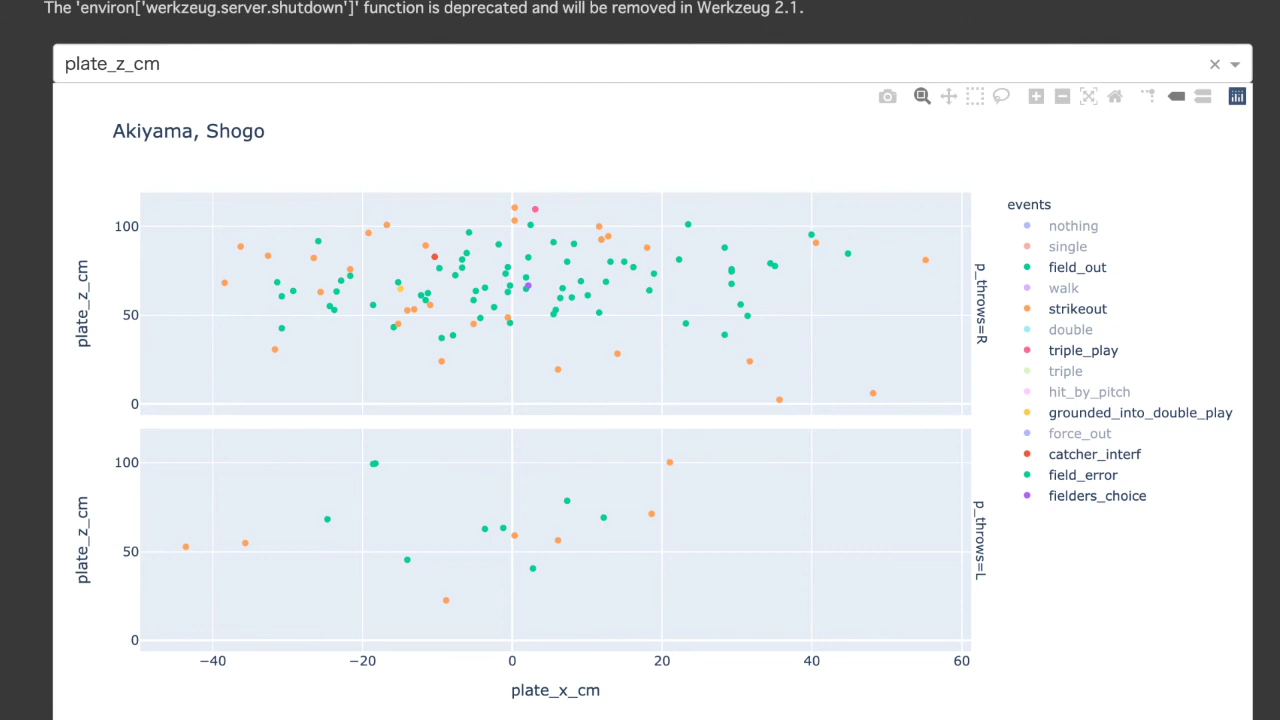 The 'environ['werkzeug.server.shutdown']' function is deprecated and will be removed in Werkzeug 2.1.
plate_z_cm
Akiyama, Shogo
plate_z_cm
100
50
0
p_throws=R
plate_z_cm
100
50
0
p_throws=L
−40
−20
0
20
40
60
plate_x_cm
events
nothing
single
field_out
walk
strikeout
double
triple_play
triple
hit_by_pitch
grounded_into_double_play
force_out
catcher_interf
field_error
fielders_choice